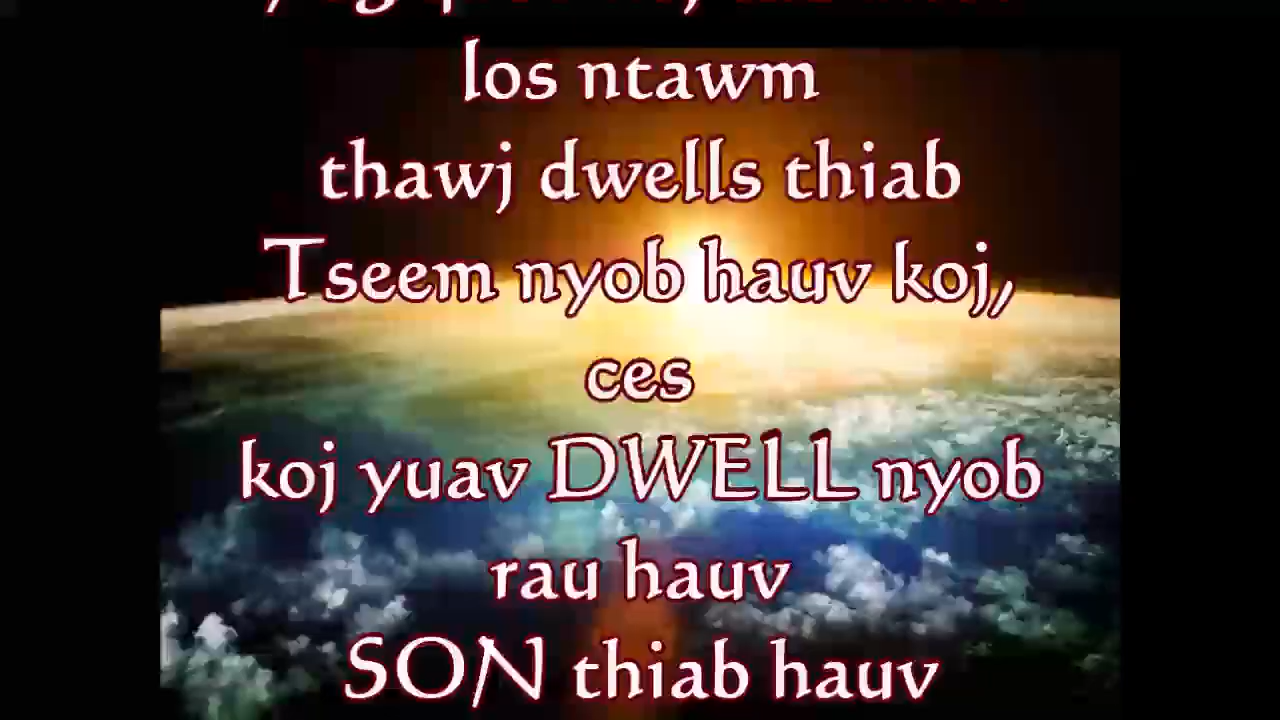 los ntawm
thawj dwells thiab
Tseem nyob hauv koj,
ces
koj yuav DWELL nyob
rau hauv
SON thiab hauv